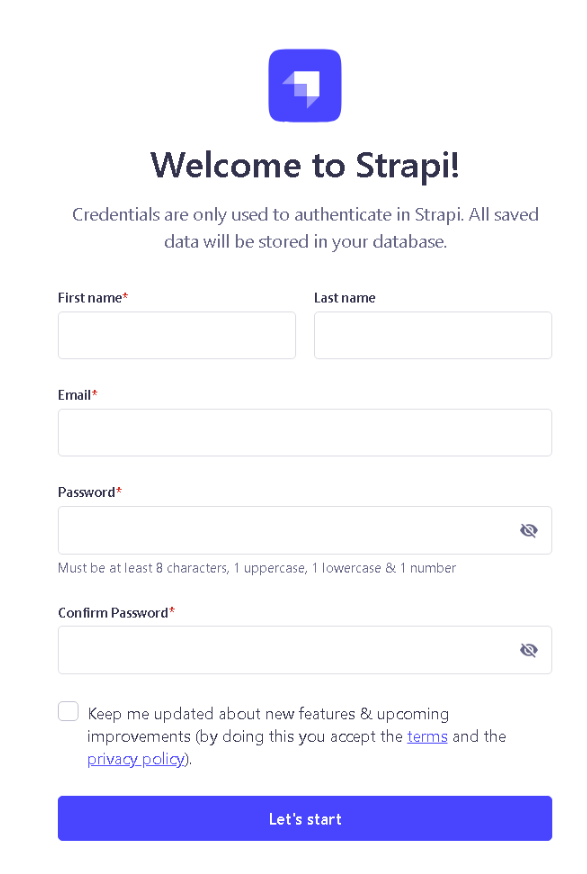 Welcome to Strapi!
Credentials are only used to authenticate in Strapi. All saved
data will be stored in your database.
First name* Last name
Email*
Password*
Must be at least 8 characters, 1 uppercase, 1 lowercase & 1 number
Confirm Password*
Keep me updated about new features & upcoming
improvements (by doing this you accept the terms and the
privacy policy).
Let's start